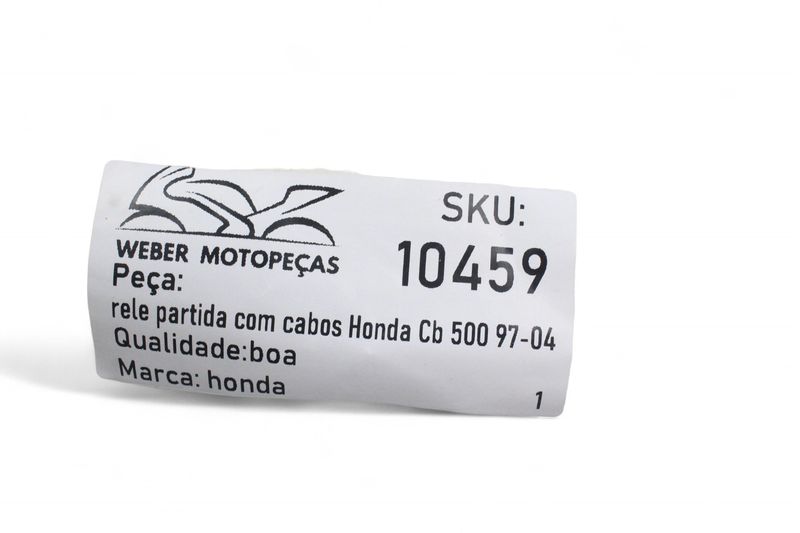 WEBER MOTOPEÇAS
SKU:
10459
Peça:
rele partida com cabos Honda Cb 500 97-04
Qualidade:boa
Marca: honda
1